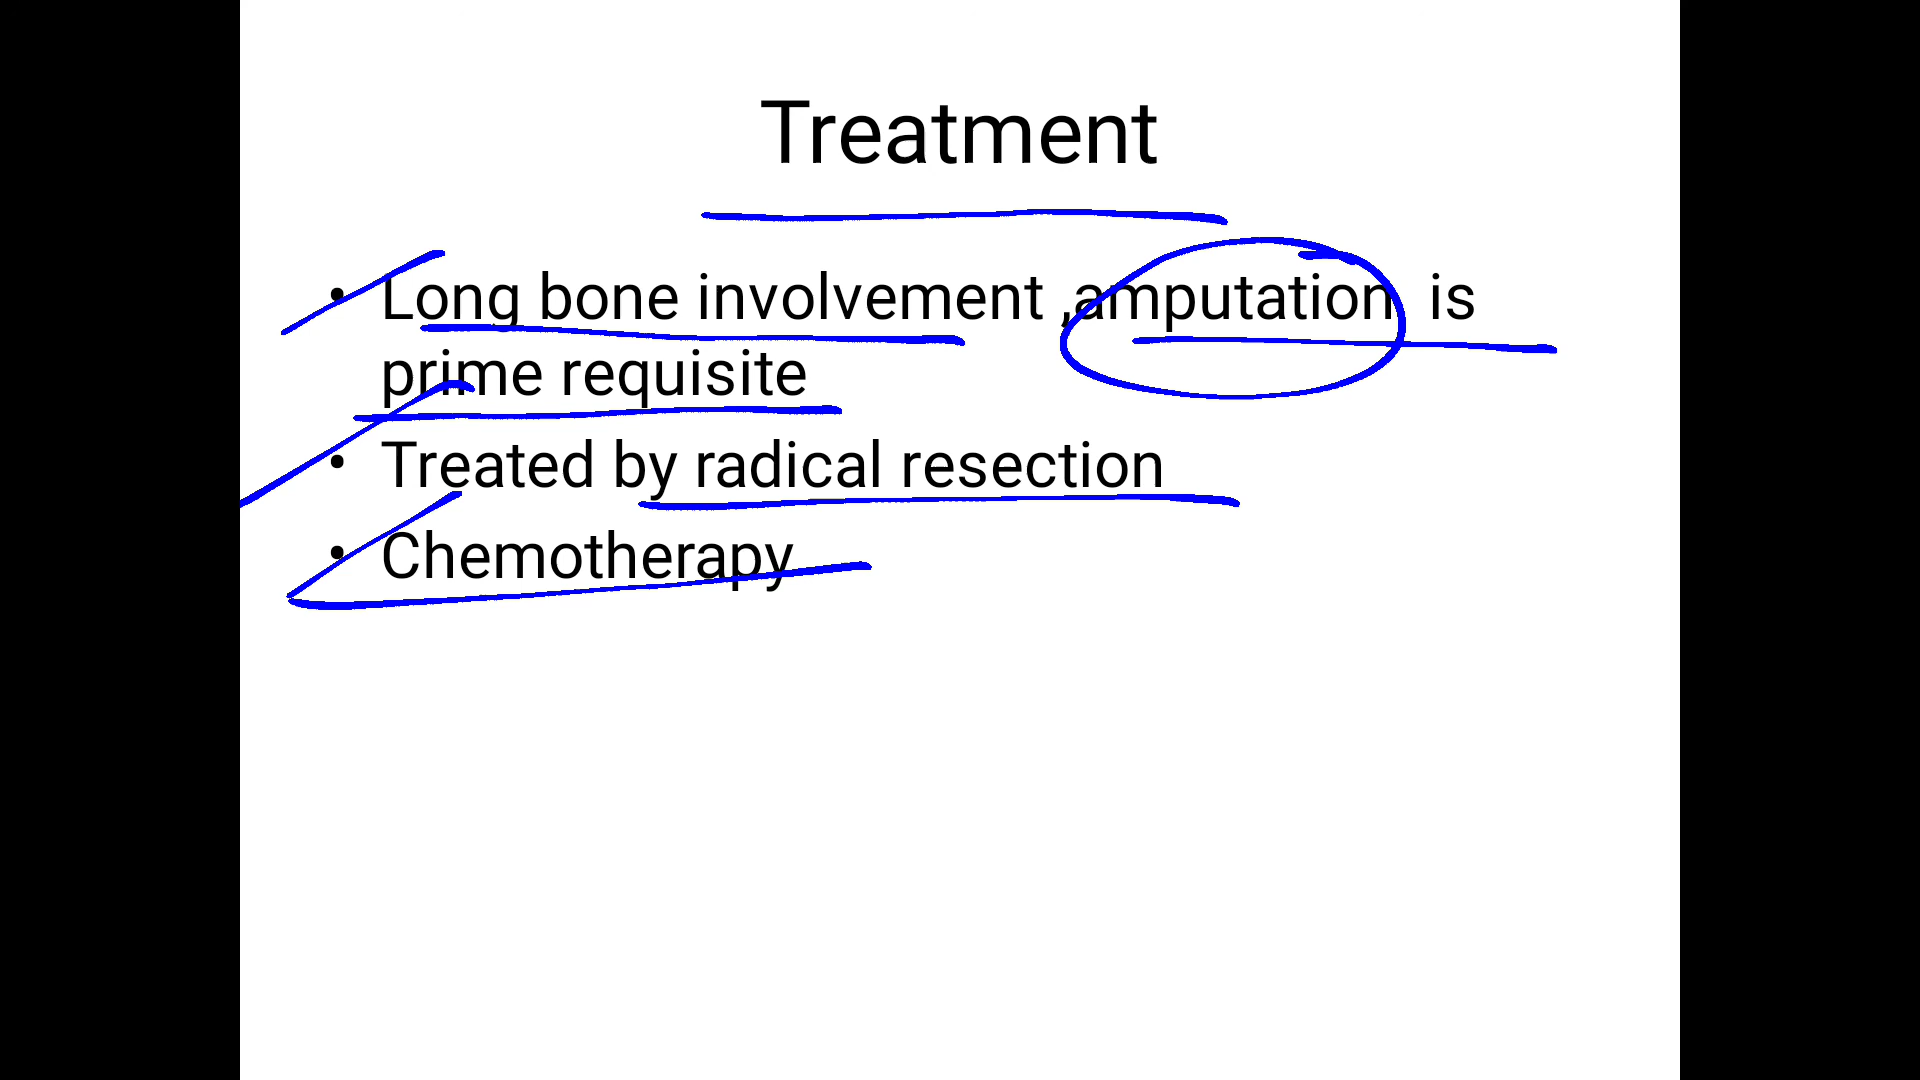 Treatment
• Long bone involvement ,amputation is
prime requisite
• Treated by radical resection
• Chemotherapy